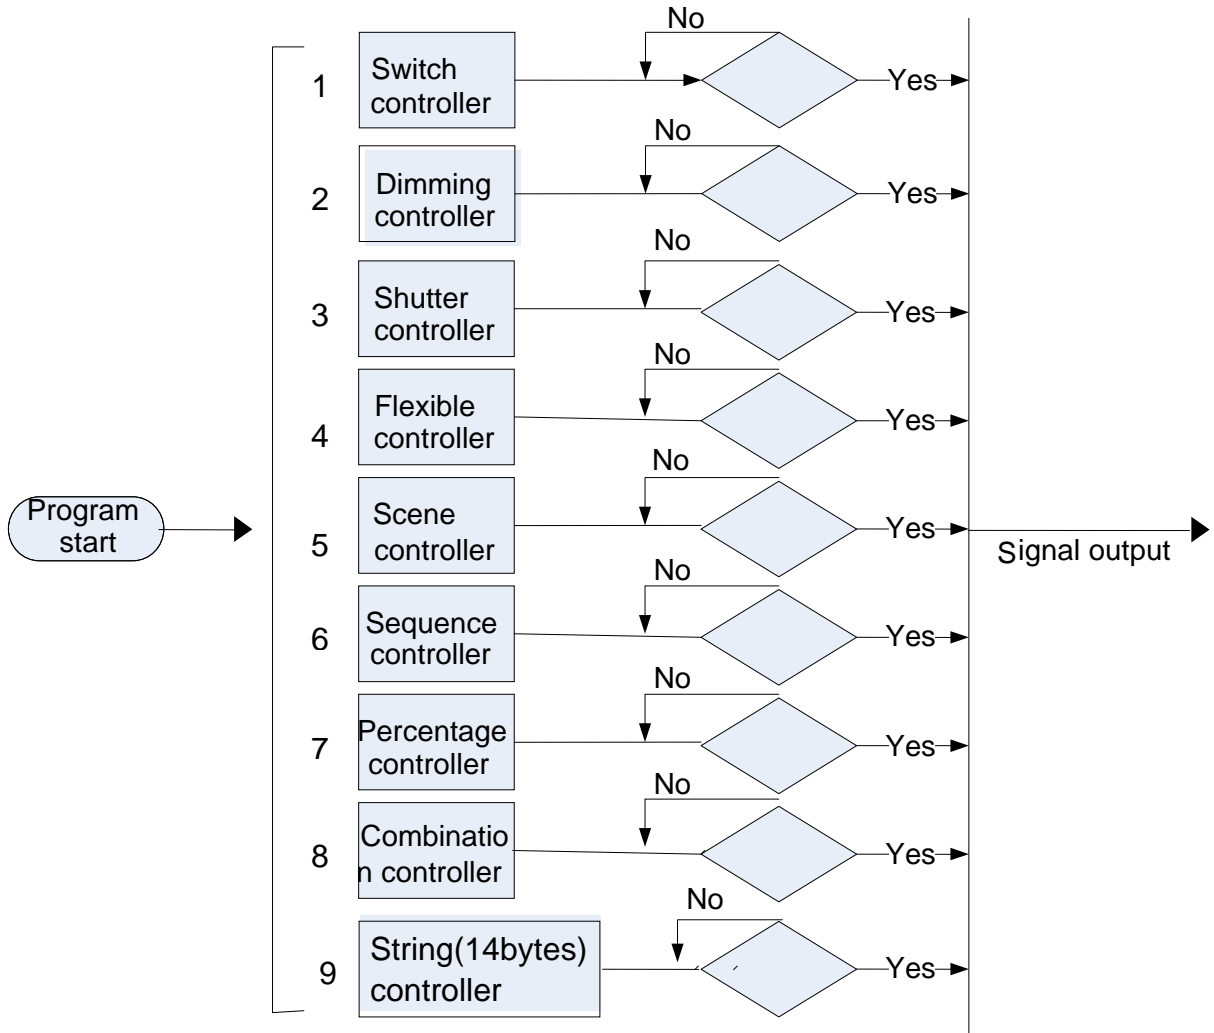 No
1
Switch
controller
Yes
No
2
Dimming
controller
Yes
No
3
Shutter
controller
Yes
No
4
Flexible
controller
Yes
No
Program
start
5
Scene
controller
Yes
Signal output
No
6
Sequence
controller
Yes
No
7
Percentage
controller
Yes
No
8
Combinatio
n controller
Yes
No
9
String(14bytes)
controller
Yes